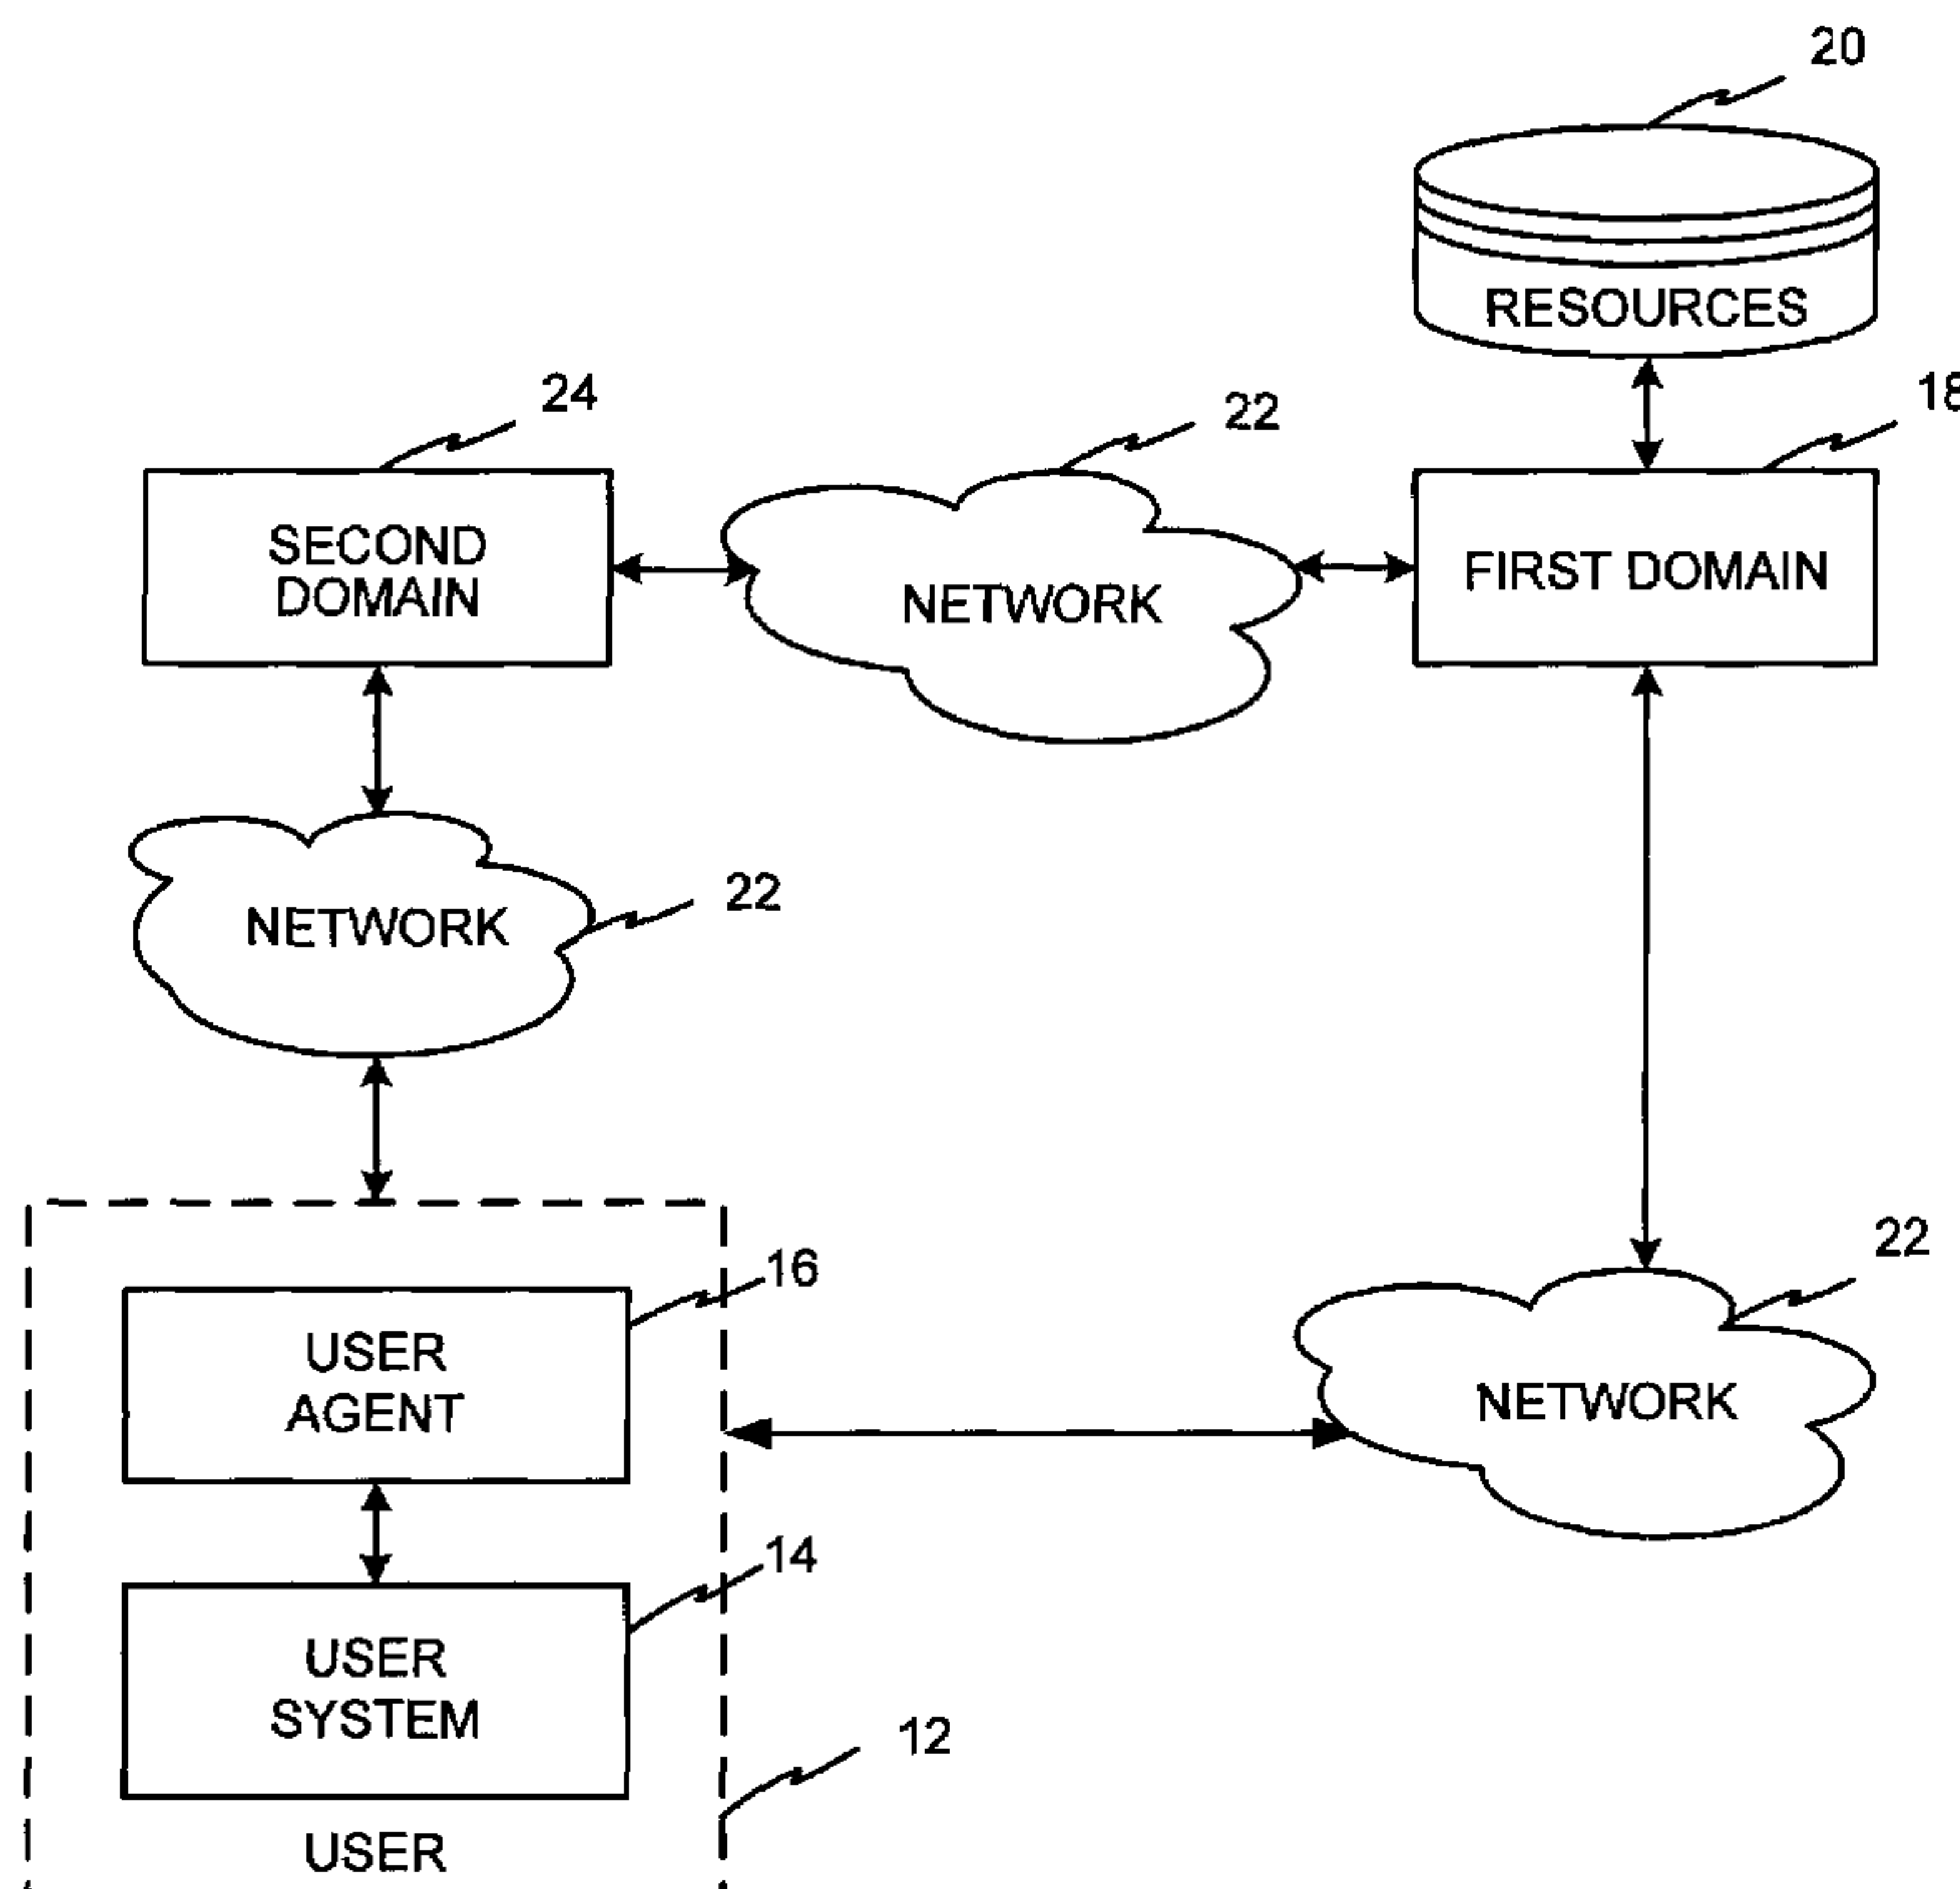 20
RESOURCES
24
22
18
SECOND
DOMAIN
NETWORK
FIRST DOMAIN
NETWORK
22
22
16
USER
AGENT
NETWORK
14
USER
SYSTEM
12
USER